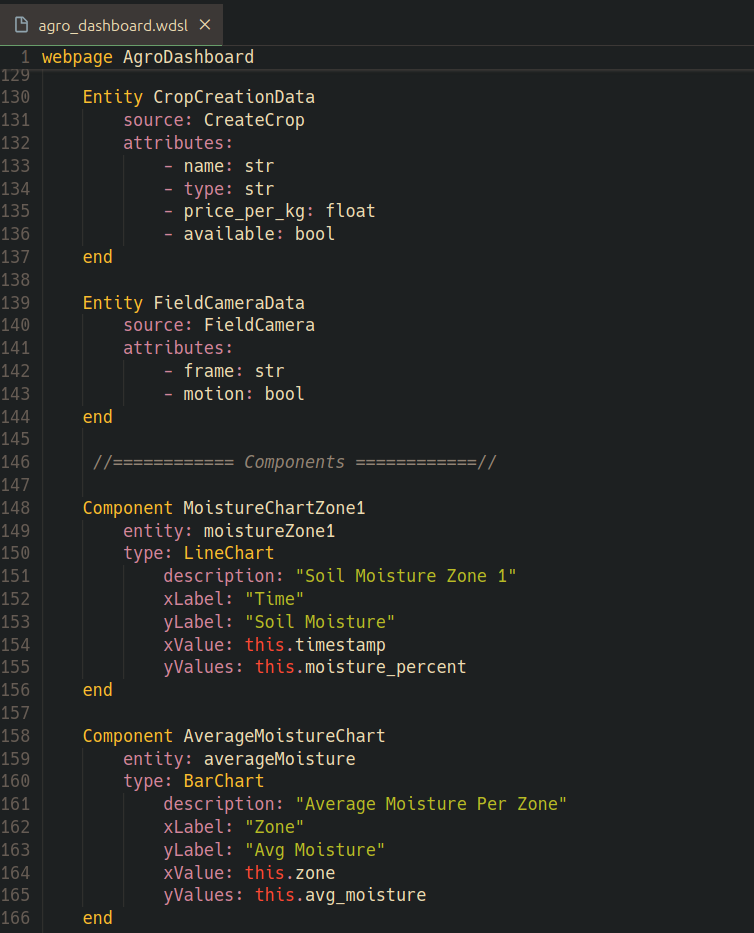 agro_dashboard.wdsl ×
1 webpage AgroDashboard
129
130     Entity CropCreationData
131         source: CreateCrop
132         attributes:
133             - name: str
134             - type: str
135             - price_per_kg: float
136             - available: bool
137     end
138
139     Entity FieldCameraData
140         source: FieldCamera
141         attributes:
142             - frame: str
143             - motion: bool
144     end
145
146      //============ Components ============//
147
148     Component MoistureChartZone1
149         entity: moistureZone1
150         type: LineChart
151             description: "Soil Moisture Zone 1"
152             xLabel: "Time"
153             yLabel: "Soil Moisture"
154             xValue: this.timestamp
155             yValues: this.moisture_percent
156     end
157
158     Component AverageMoistureChart
159         entity: averageMoisture
160         type: BarChart
161             description: "Average Moisture Per Zone"
162             xLabel: "Zone"
163             yLabel: "Avg Moisture"
164             xValue: this.zone
165             yValues: this.avg_moisture
166     end